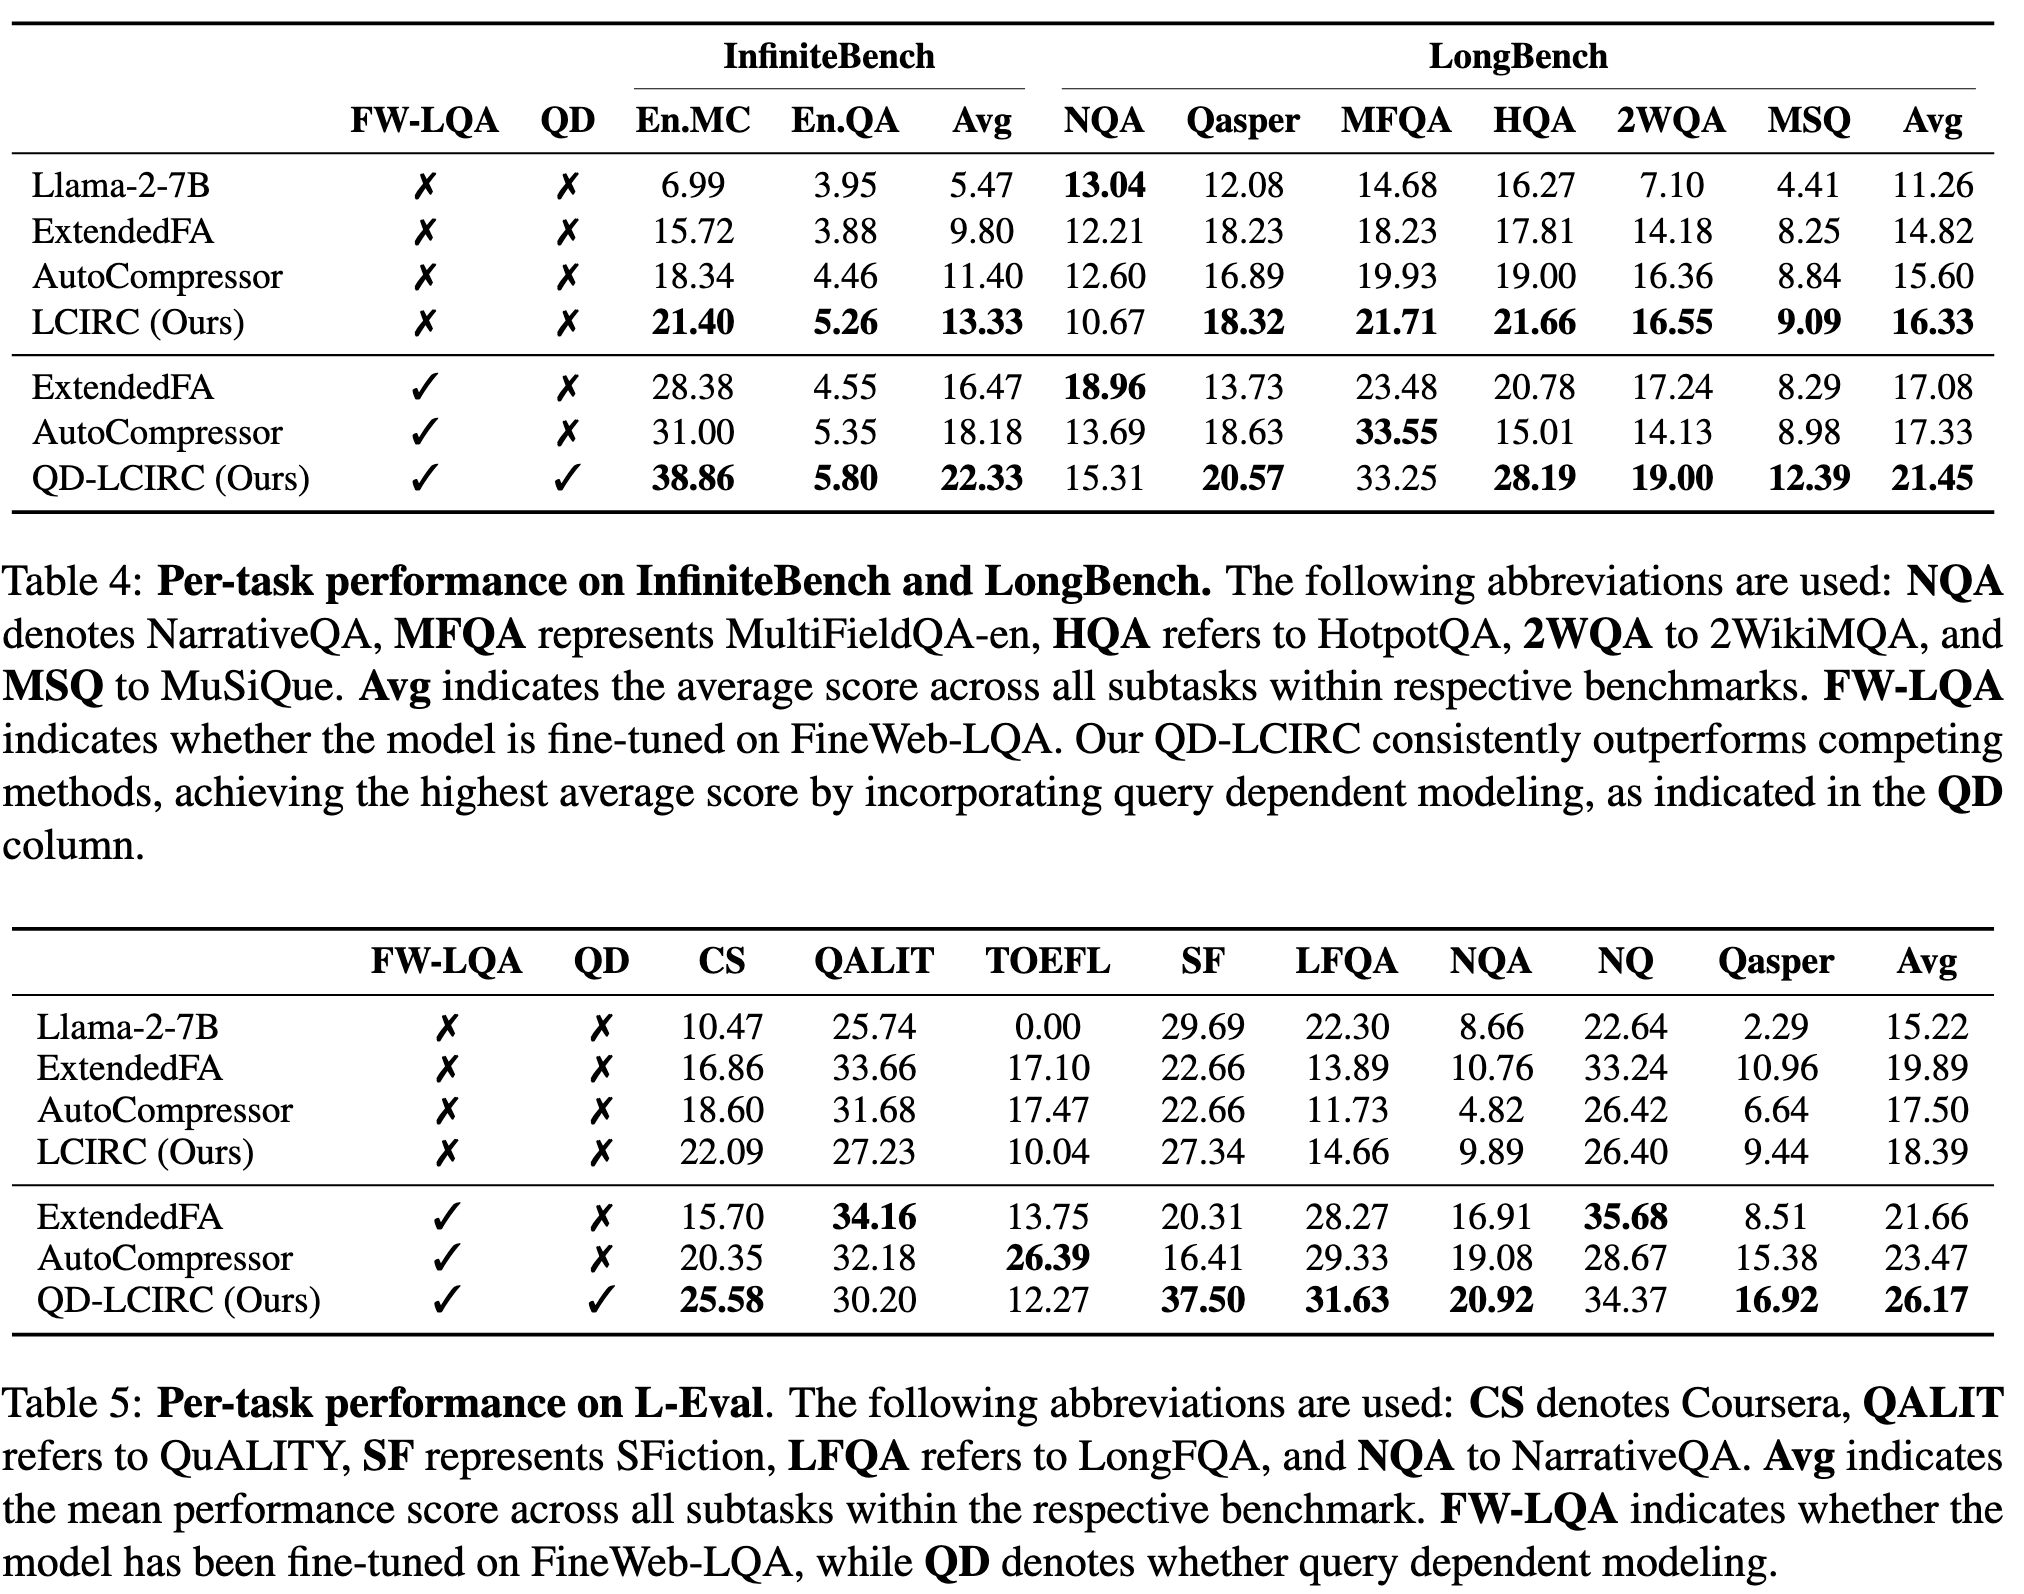 InfiniteBench LongBench
FW-LQA QD En.MC En.QA Avg NQA Qasper MFQA HQA 2WQA MSQ Avg
Llama-2-7B ✗ ✗ 6.99 3.95 5.47 13.04 12.08 14.68 16.27 7.10 4.41 11.26
ExtendedFA ✗ ✗ 15.72 3.88 9.80 12.21 18.23 18.23 17.81 14.18 8.25 14.82
AutoCompressor ✗ ✗ 18.34 4.46 11.40 12.60 16.89 19.93 19.00 16.36 8.84 15.60
LCIRC (Ours) ✗ ✗ 21.40 5.26 13.33 10.67 18.32 21.71 21.66 16.55 9.09 16.33
ExtendedFA ✓ ✗ 28.38 4.55 16.47 18.96 13.73 23.48 20.78 17.24 8.29 17.08
AutoCompressor ✓ ✗ 31.00 5.35 18.18 13.69 18.63 33.55 15.01 14.13 8.98 17.33
QD-LCIRC (Ours) ✓ ✓ 38.86 5.80 22.33 15.31 20.57 33.25 28.19 19.00 12.39 21.45
Table 4: Per-task performance on InfiniteBench and LongBench. The following abbreviations are used: NQA
denotes NarrativeQA, MFQA represents MultiFieldQA-en, HQA refers to HotpotQA, 2WQA to 2WikiMQA, and
MSQ to MuSiQue. Avg indicates the average score across all subtasks within respective benchmarks. FW-LQA
indicates whether the model is fine-tuned on FineWeb-LQA. Our QD-LCIRC consistently outperforms competing
methods, achieving the highest average score by incorporating query dependent modeling, as indicated in the QD
column.
FW-LQA QD CS QALIT TOEFL SF LFQA NQA NQ Qasper Avg
Llama-2-7B ✗ ✗ 10.47 25.74 0.00 29.69 22.30 8.66 22.64 2.29 15.22
ExtendedFA ✗ ✗ 16.86 33.66 17.10 22.66 13.89 10.76 33.24 10.96 19.89
AutoCompressor ✗ ✗ 18.60 31.68 17.47 22.66 11.73 4.82 26.42 6.64 17.50
LCIRC (Ours) ✗ ✗ 22.09 27.23 10.04 27.34 14.66 9.89 26.40 9.44 18.39
ExtendedFA ✓ ✗ 15.70 34.16 13.75 20.31 28.27 16.91 35.68 8.51 21.66
AutoCompressor ✓ ✗ 20.35 32.18 26.39 16.41 29.33 19.08 28.67 15.38 23.47
QD-LCIRC (Ours) ✓ ✓ 25.58 30.20 12.27 37.50 31.63 20.92 34.37 16.92 26.17
Table 5: Per-task performance on L-Eval. The following abbreviations are used: CS denotes Coursera, QALIT
refers to QuALITY, SF represents SFiction, LFQA refers to LongFQA, and NQA to NarrativeQA. Avg indicates
the mean performance score across all subtasks within the respective benchmark. FW-LQA indicates whether the
model has been fine-tuned on FineWeb-LQA, while QD denotes whether query dependent modeling.